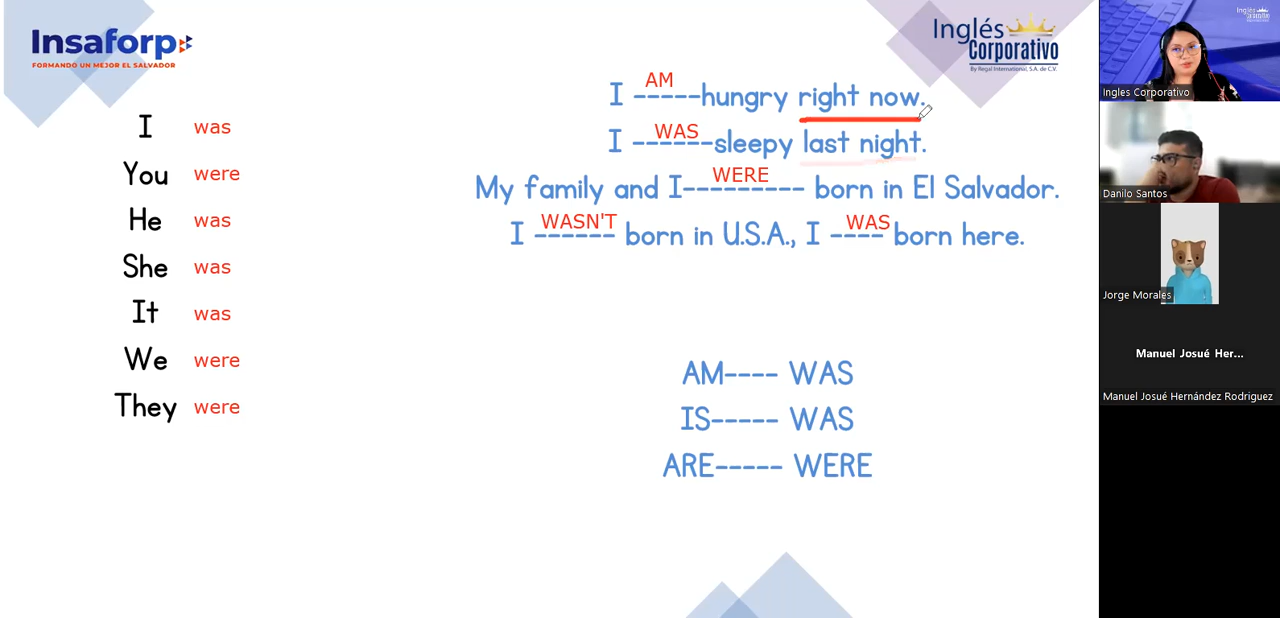 Insaforp
FORMANDO UN MEJOR EL SALVADOR
Inglés
Corporativo
By Regal International, S.A. de C.V.
I was
You were
He was
She was
It was
We were
They were
I AM -----hungry right now.
I WAS ------sleepy last night.
My family and I WERE --------- born in El Salvador.
I WASN'T ------ born in U.S.A., I WAS ---- born here.
AM---- WAS
IS----- WAS
ARE----- WERE
Inglés
Ingles Corporativo
Danilo Santos
Jorge Morales
Manuel Josué Her...
Manuel Josué Hernández Rodriguez